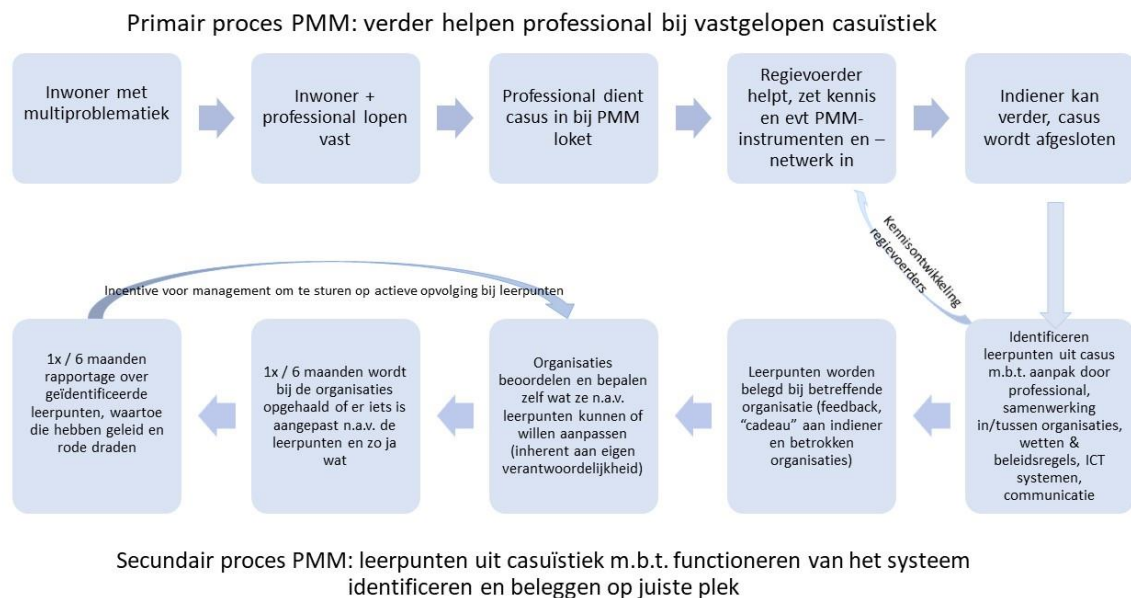 Primair proces PMM: verder helpen professional bij vastgelopen casuïstiek
Inwoner met
multiproblematiek
Inwoner +
professional lopen
vast
Professional dient
casus in bij PMM
loket
Regievoerder
helpt, zet kennis
en evt PMM-
instrumenten en –
netwerk in
Indiener kan
verder, casus
wordt afgesloten
Kennisontwikkeling
regievoerders
Incentive voor management om te sturen op actieve opvolging bij leerpunten
1x / 6 maanden
rapportage over
geïdentificeerde
leerpunten, waartoe
die hebben geleid en
rode draden
1x / 6 maanden wordt
bij de organisaties
opgehaald of er iets is
aangepast n.a.v. de
leerpunten en zo ja
wat
Organisaties
beoordelen en bepalen
zelf wat ze n.a.v.
leerpunten kunnen of
willen aanpassen
(inherent aan eigen
verantwoordelijkheid)
Leerpunten worden
belegd bij betreffende
organisatie (feedback,
“cadeau” aan indiener
en betrokken
organisaties)
Identificeren
leerpunten uit casus
m.b.t. aanpak door
professional,
samenwerking
in/tussen organisaties,
wetten &
beleidsregels, ICT
systemen,
communicatie
Secundair proces PMM: leerpunten uit casuïstiek m.b.t. functioneren van het systeem
identificeren en beleggen op juiste plek